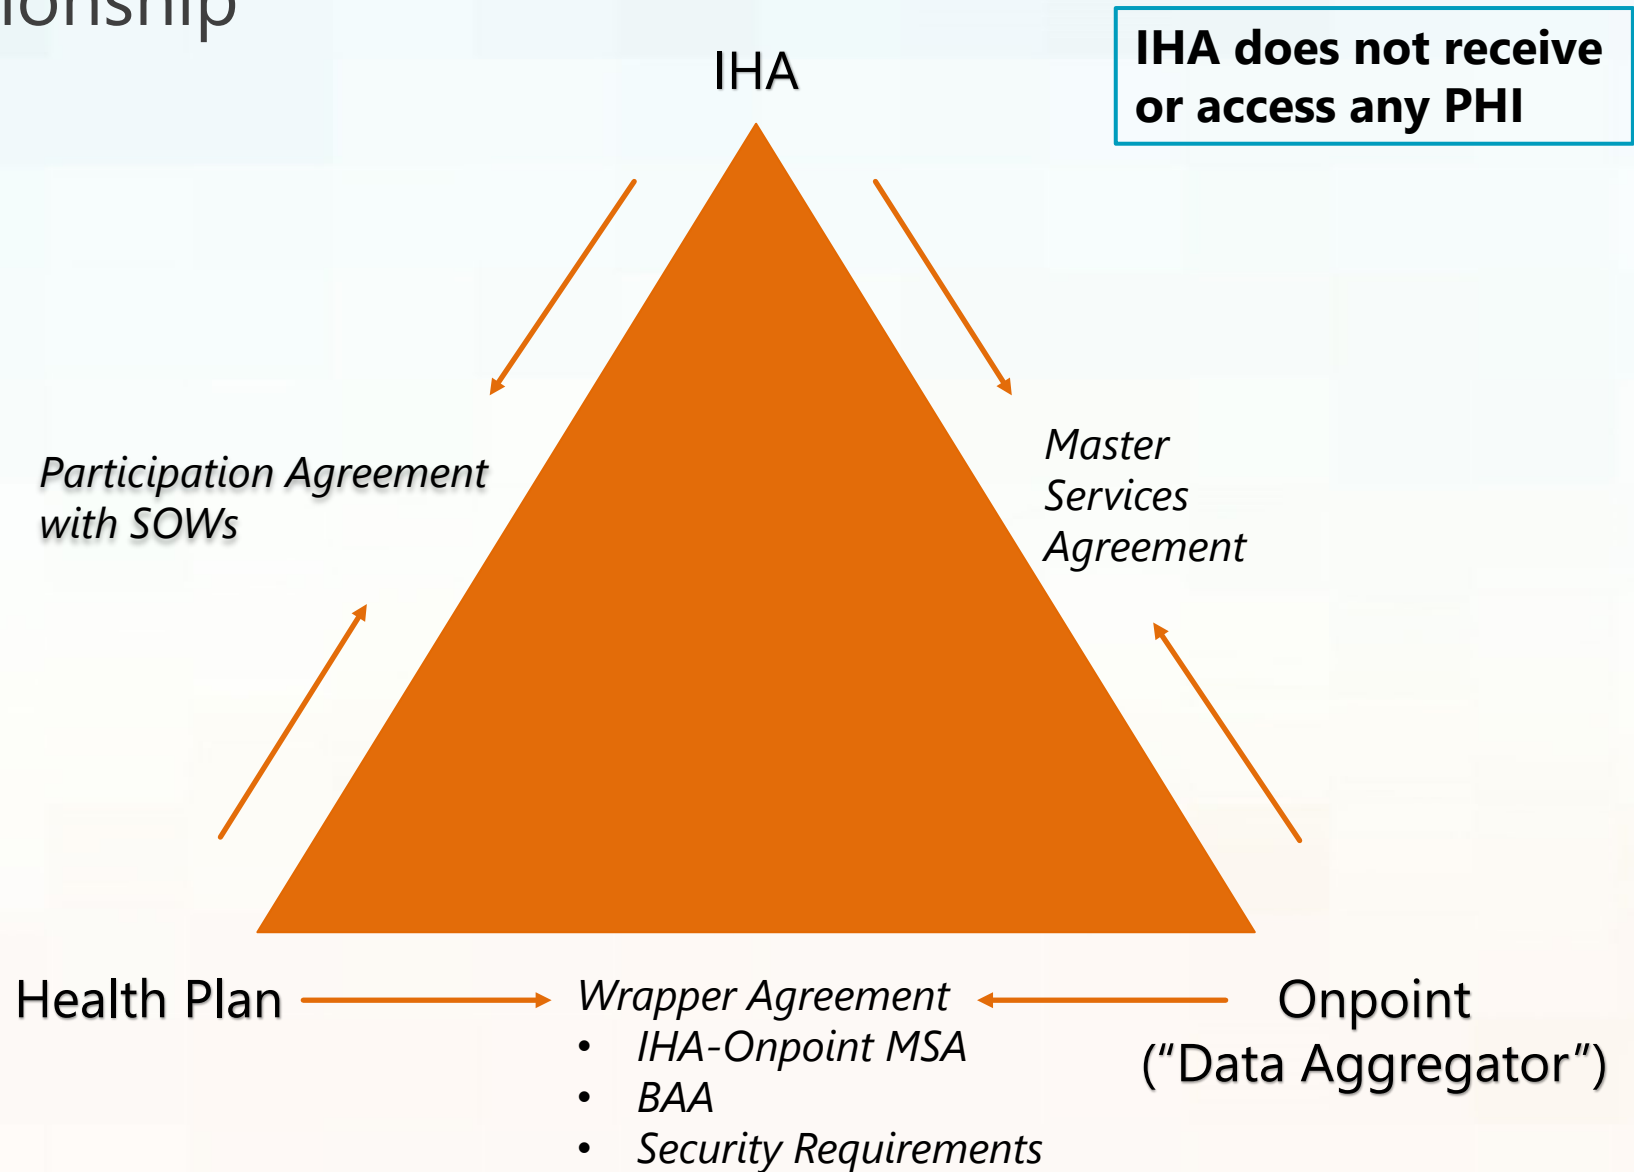 IHA
IHA does not receive
or access any PHI
Participation Agreement
with SOWs
Master
Services
Agreement
Health Plan
Wrapper Agreement
• IHA-Onpoint MSA
• BAA
• Security Requirements
Onpoint
(“Data Aggregator”)